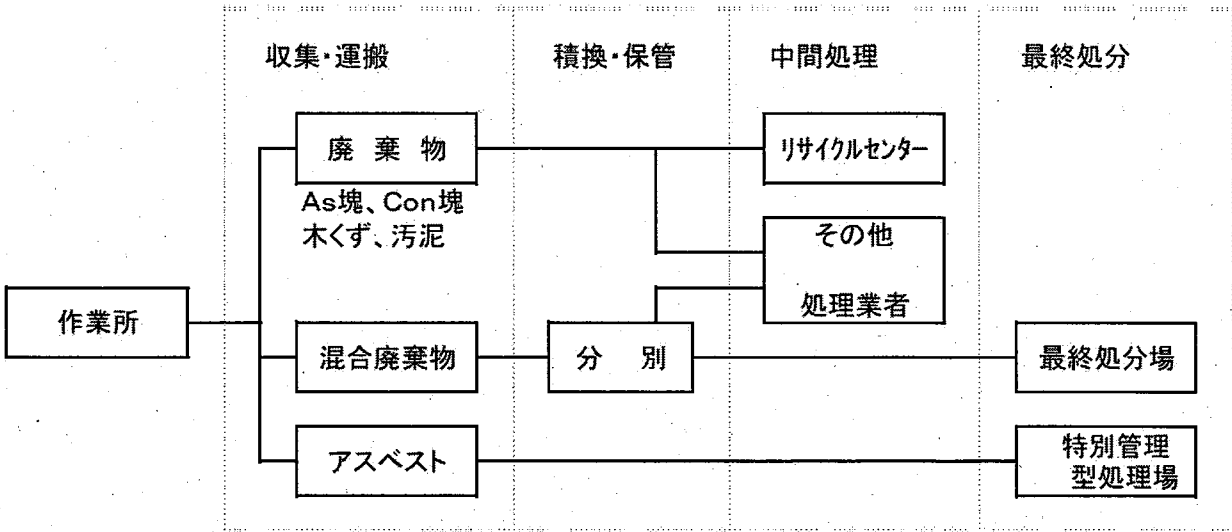 収集・運搬
積換・保管
中間処理
最終処分
廃棄物
リサイクルセンター
As塊、Con塊
木くず、汚泥
その他
処理業者
作業所
混合廃棄物
分別
最終処分場
アスベスト
特別管理
型処理場